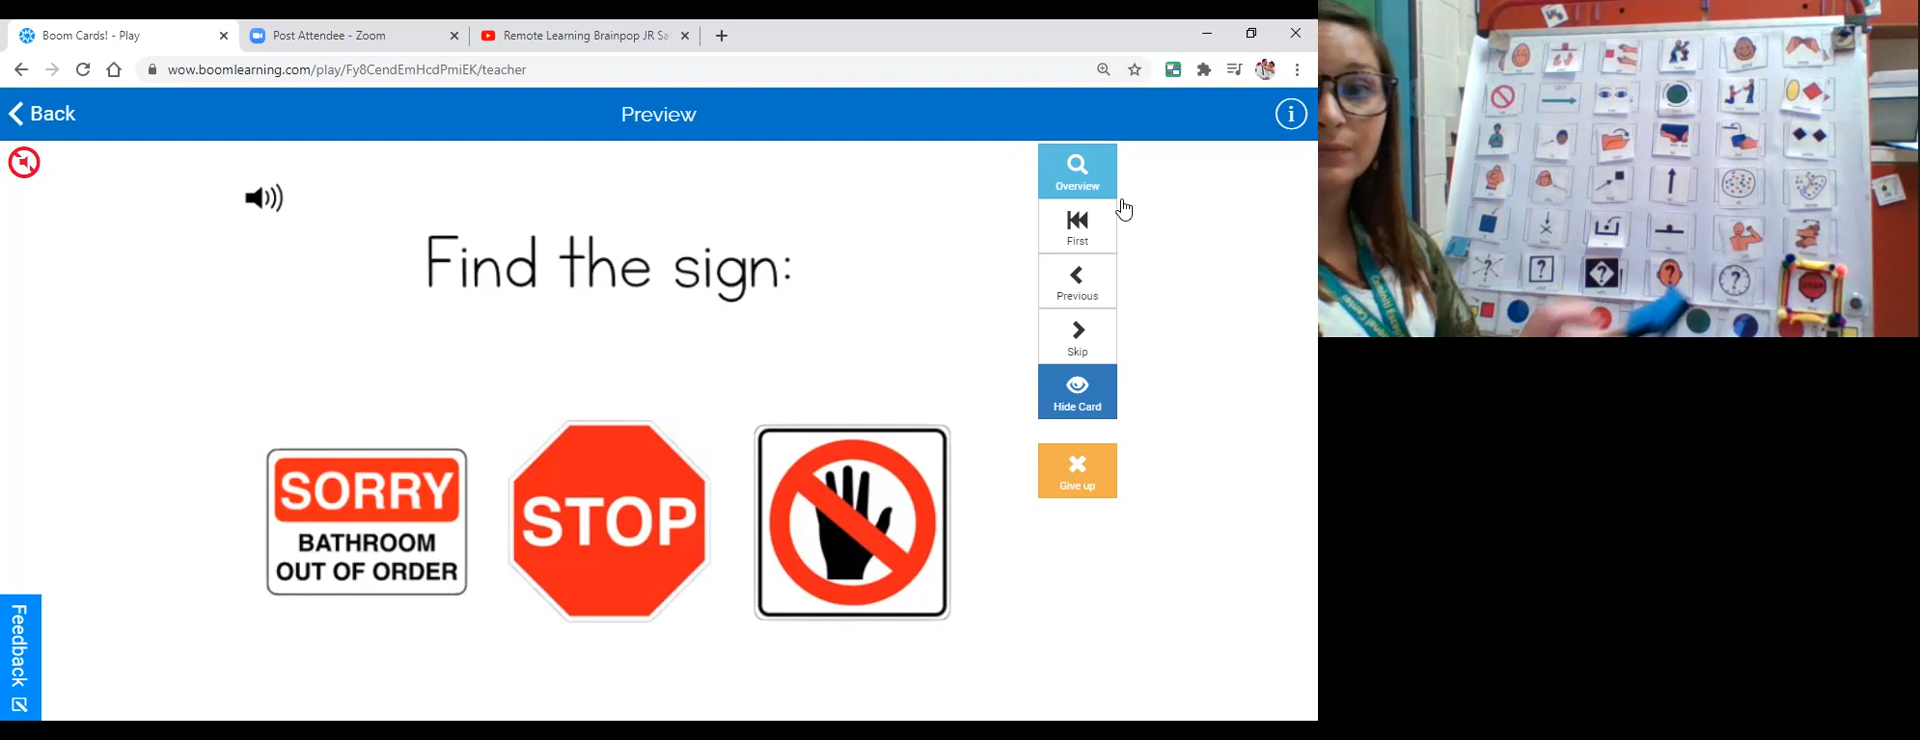 Boom Cards! - Play
Post Attendee - Zoom
Remote Learning Brainpop JR Sa
wow.boomlearning.com/play/Fy8CendEmHcdPmiEK/teacher
Back
Preview
Overview
Find the sign:
First
Previous
Skip
Hide Card
Give up
SORRY
BATHROOM
OUT OF ORDER
STOP
Feedback
STOP